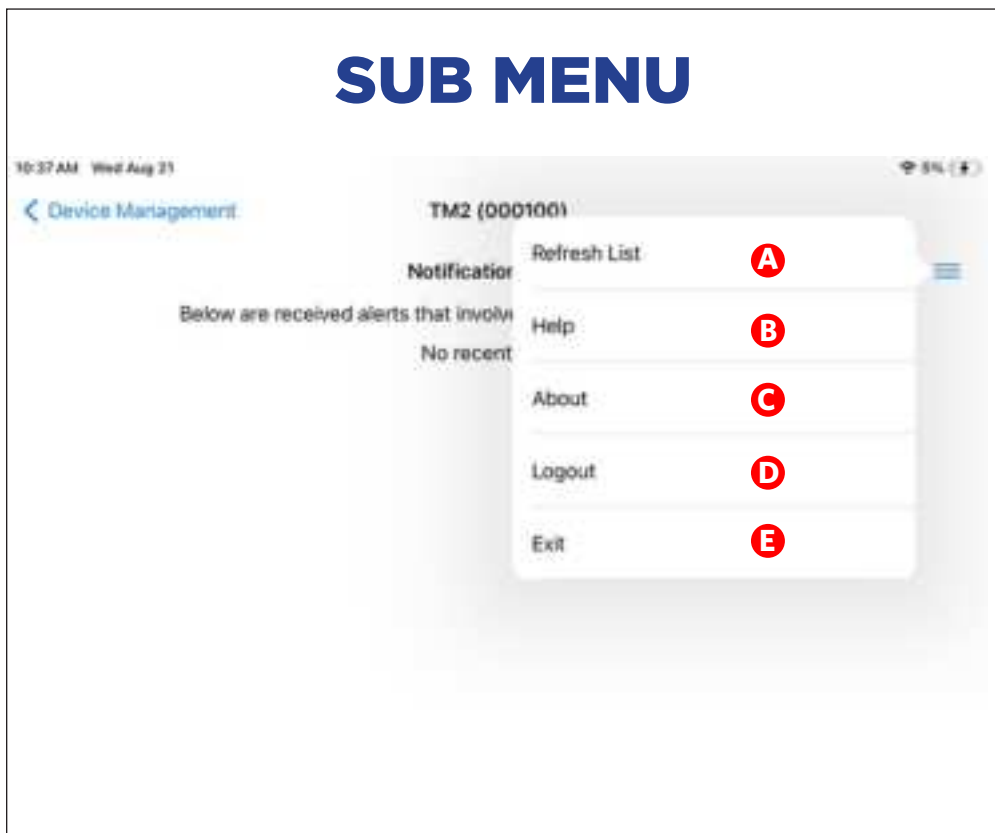 SUB MENU
10:37 AM Wed Aug 21 5%
Device Management TM2 (000100)
Notification
Below are received alerts that involv
No recent
Refresh List A
Help B
About C
Logout D
Exit E